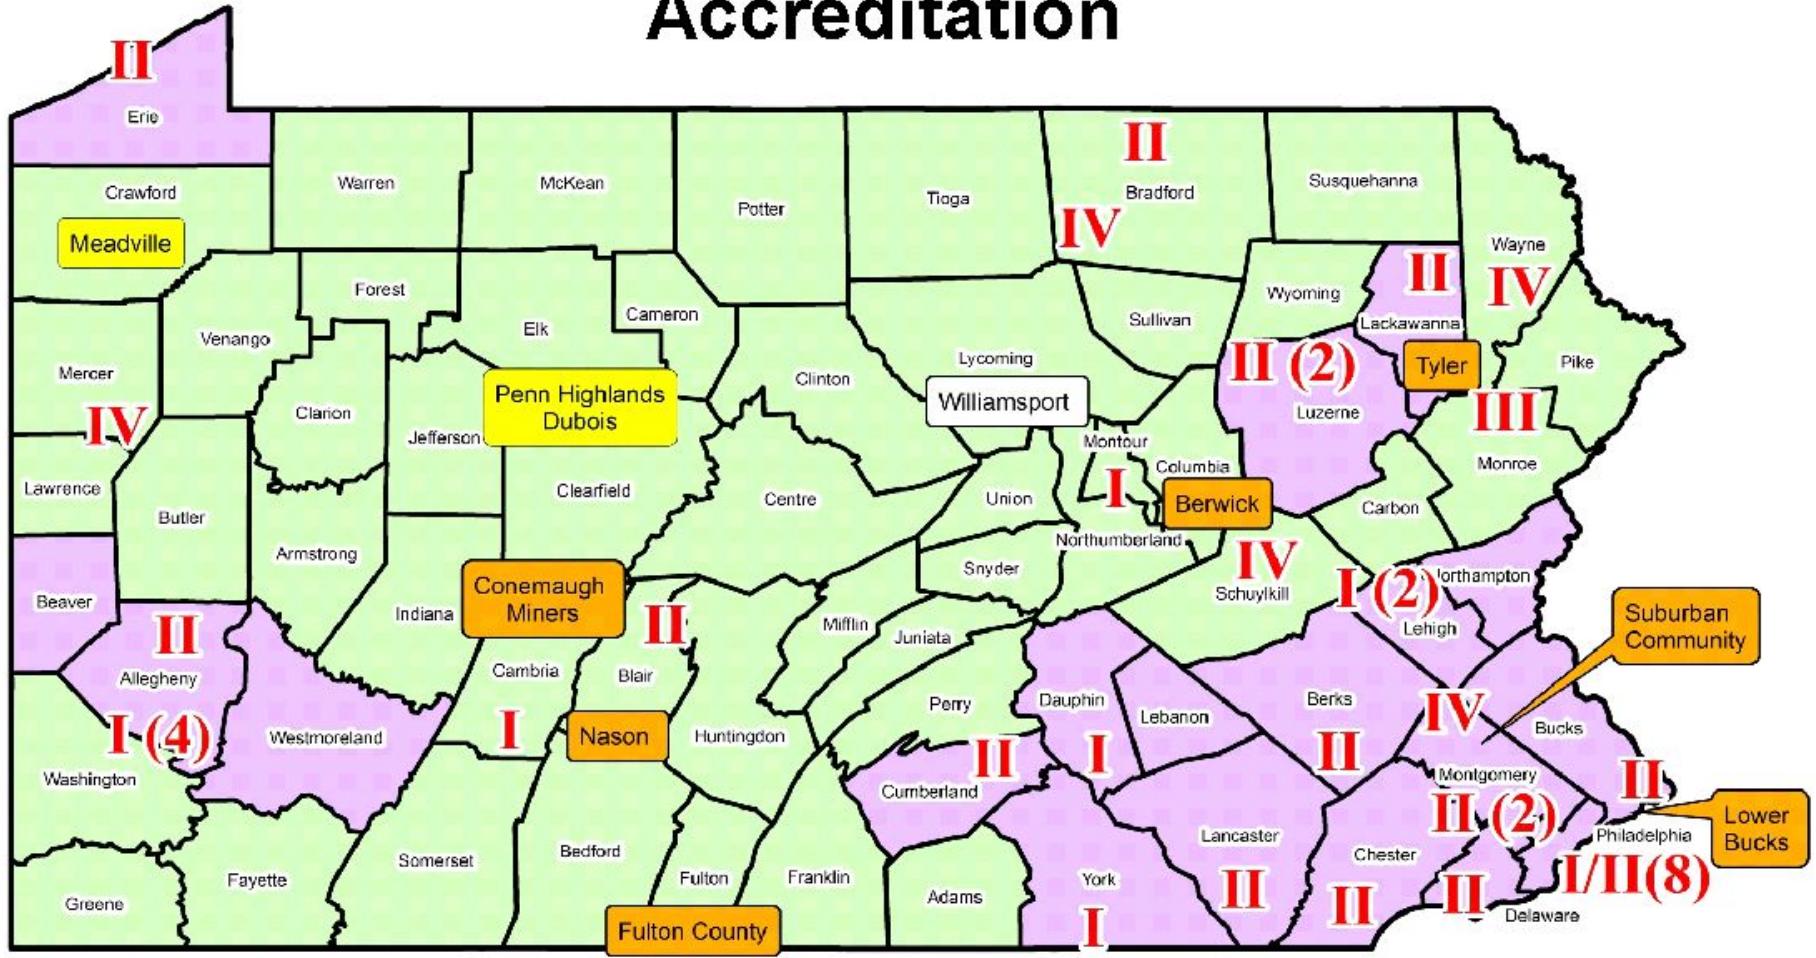 Accreditation
II
Erie
Crawford
Meadville
Warren
McKean
Potter
Tioga
II
Bradford
IV
Susquehanna
Wayne
IV
Forest
Venango
Elk
Cameron
Mercer
IV
Clarion
Jefferson
Penn Highlands
Dubois
Clinton
Lycoming
Williamsport
Sullivan
Wyoming
II
Lackawanna
Tyler
II (2)
Luzerne
Pike
III
Monroe
Lawrence
Butler
Armstrong
Clearfield
Centre
Union
Montour
I
Columbia
Berwick
Northumberland
Snyder
Carbon
IV
Schuylkill
I (2)
Northampton
Lehigh
Beaver
II
Allegheny
I (4)
Westmoreland
Indiana
Conemaugh
Miners
Cambria
I
II
Blair
Nason
Huntingdon
Mifflin
Juniata
Perry
II
Cumberland
Dauphin
I
Lebanon
Berks
II
IV
Suburban
Community
Bucks
II
Lower
Bucks
Montgomery
II (2)
Philadelphia
I/II(8)
Washington
Greene
Fayette
Somerset
Bedford
Fulton
Fulton County
Franklin
Adams
York
I
Lancaster
II
Chester
II
II
Delaware